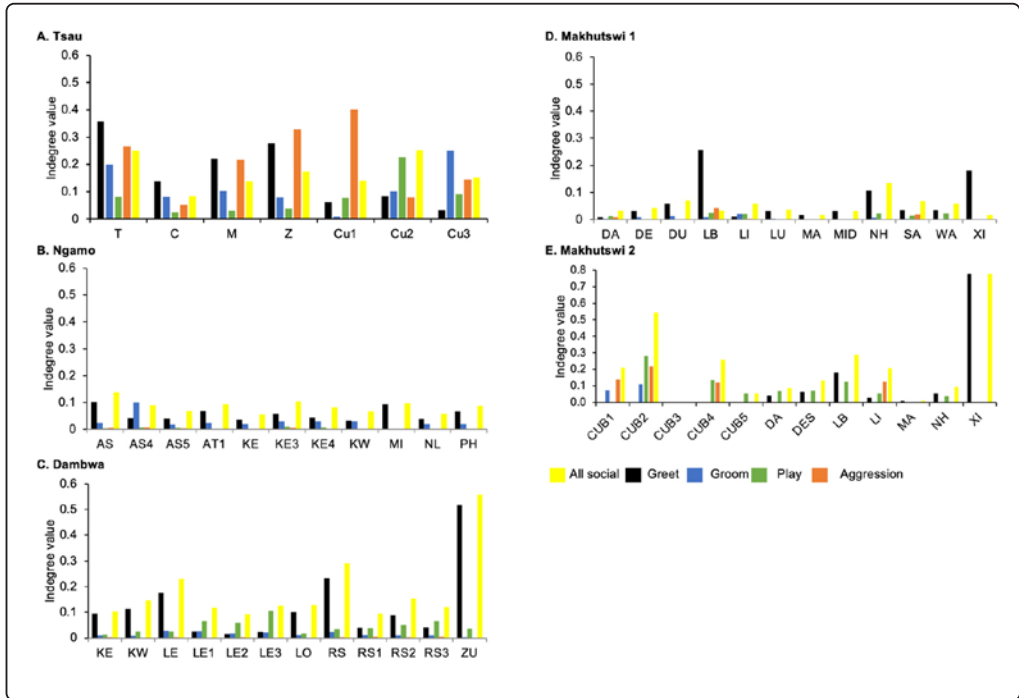 A. Tsau
Indegree value
0.6
0.5
0.4
0.3
0.2
0.1
0
T C M Z Cu1 Cu2 Cu3
B. Ngamo
Indegree value
0.6
0.5
0.4
0.3
0.2
0.1
0
AS AS4 AS5 AT1 KE KE3 KE4 KW MI NL PH
C. Dambwa
Indegree value
0.6
0.5
0.4
0.3
0.2
0.1
0
KE KW LE LE1 LE2 LE3 LO RS RS1 RS2 RS3 ZU
D. Makhutswi 1
Indegree value
0.6
0.5
0.4
0.3
0.2
0.1
0
DA DE DU LB LI LU MA MID NH SA WA XI
E. Makhutswi 2
Indegree value
0.8
0.7
0.6
0.5
0.4
0.3
0.2
0.1
0.0
CUB1 CUB2 CUB3 CUB4 CUB5 DA DES LB LI MA NH XI
All social Greet Groom Play Aggression